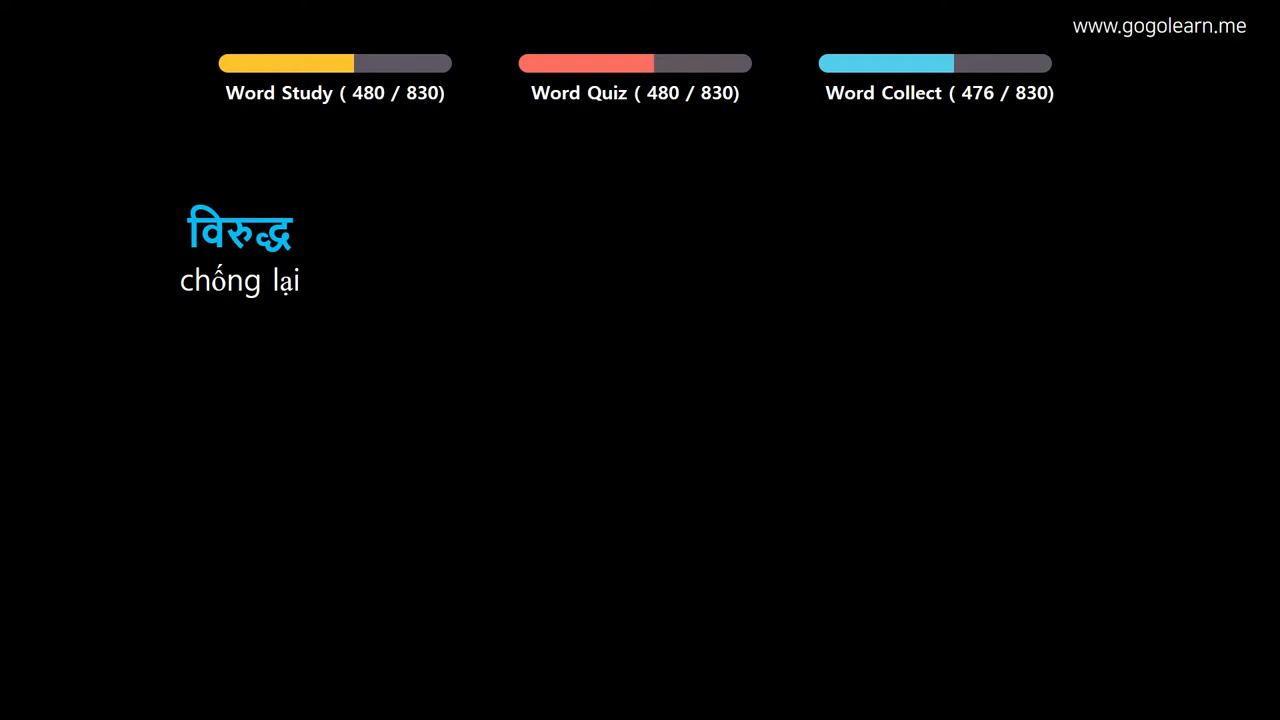 www.gogolearn.me
Word Study ( 480 / 830)
Word Quiz ( 480 / 830)
Word Collect ( 476 / 830)
विरुद्ध
chống lại